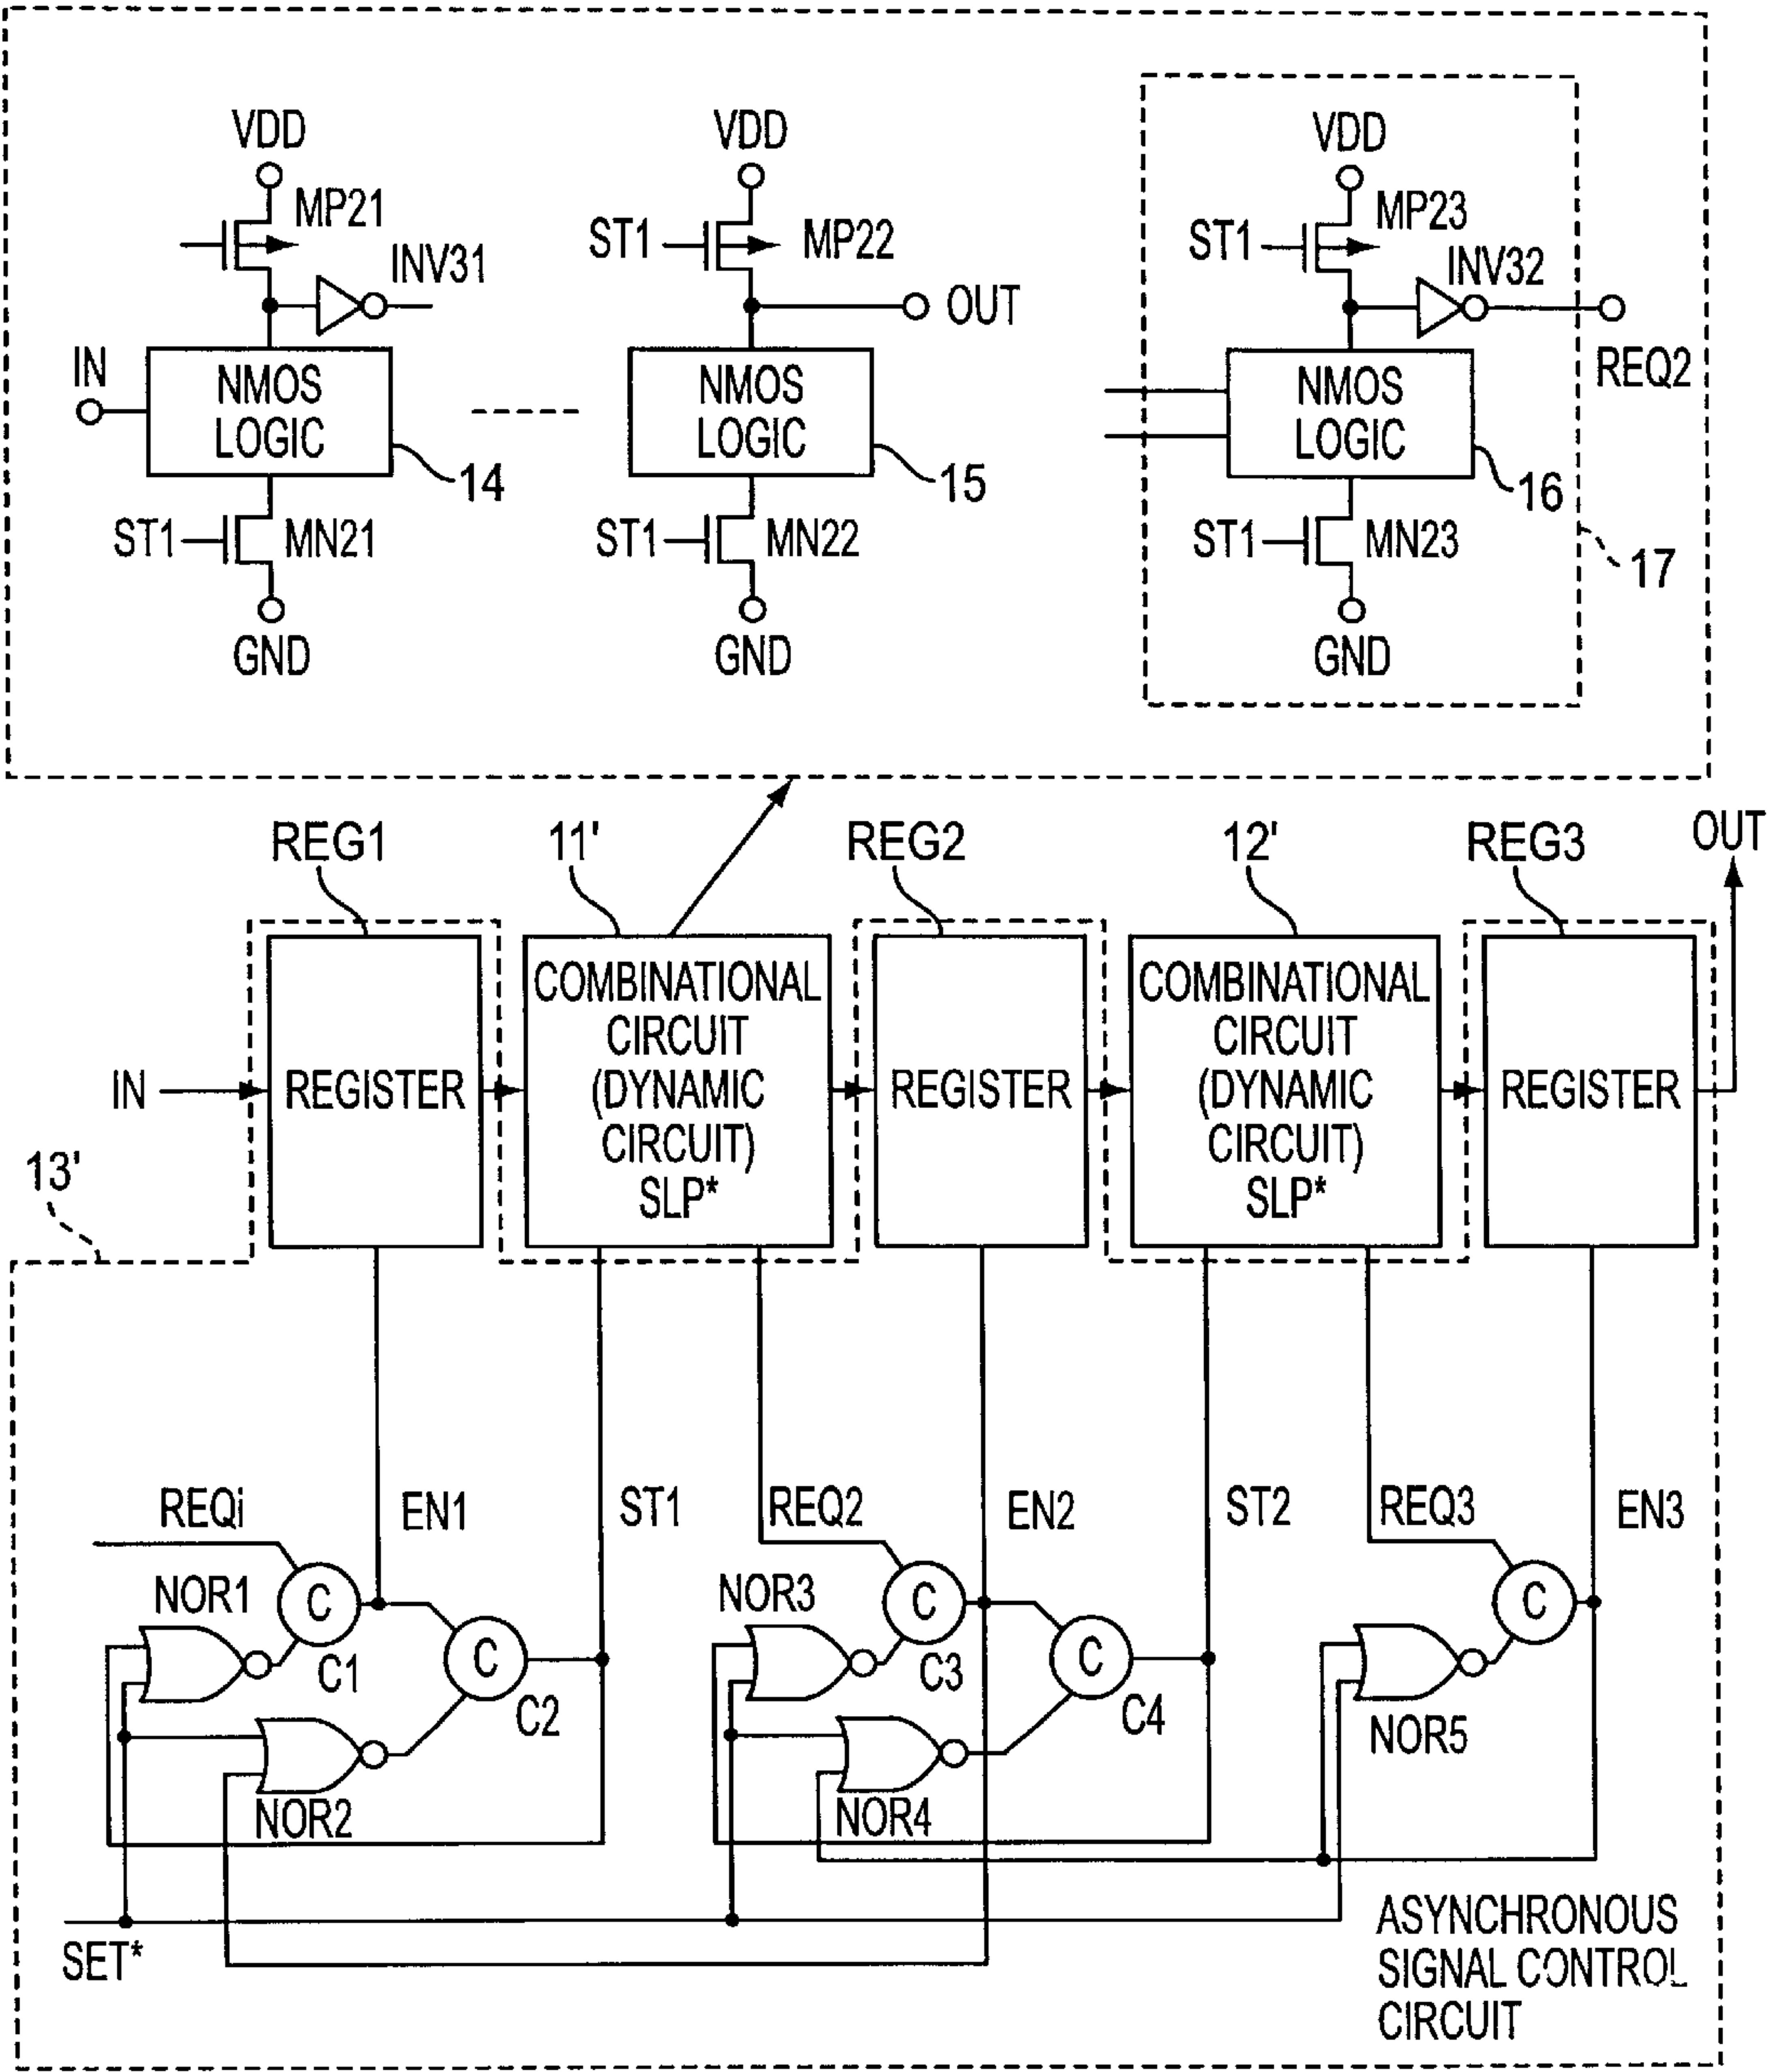 VDD
VDD
VDD
MP21
ST1
MP22
ST1
MP23
INV31
INV32
OUT
IN
NMOS
LOGIC
NMOS
LOGIC
NMOS
LOGIC
REQ2
14
15
16
ST1
MN21
ST1
MN22
ST1
MN23
17
GND
GND
GND
REG1
11'
REG2
12'
REG3
OUT
IN
REGISTER
COMBINATIONAL
CIRCUIT
(DYNAMIC
CIRCUIT)
SLP*
REGISTER
COMBINATIONAL
CIRCUIT
(DYNAMIC
CIRCUIT)
SLP*
REGISTER
13'
REQi
EN1
ST1
REQ2
EN2
ST2
REQ3
EN3
NOR1
C
C1
C
C2
NOR2
NOR3
C
C3
C
C4
NOR4
C
NOR5
SET*
ASYNCHRONOUS
SIGNAL CONTROL
CIRCUIT